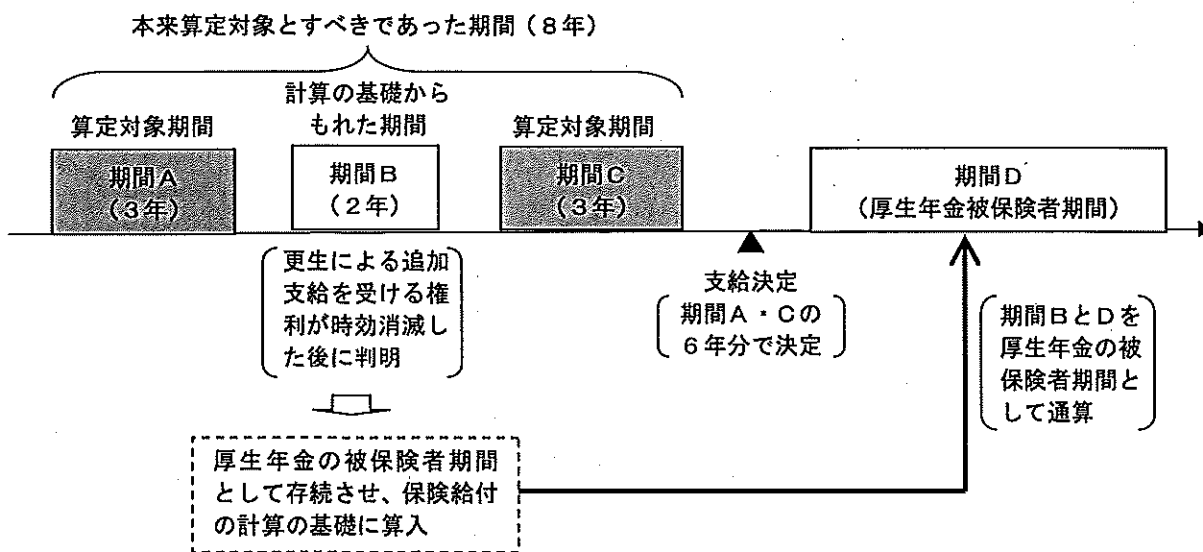 本来算定対象とすべきであった期間（8年）
算定対象期間
計算の基礎から
もれた期間
算定対象期間
期間A
（3年）
期間B
（2年）
期間C
（3年）
期間D
（厚生年金被保険者期間）
更生による追加
支給を受ける権
利が時効消滅し
た後に判明
支給決定
期間A・Cの
6年分で決定
期間BとDを
厚生年金の被
保険者期間と
して通算
厚生年金の被保険者期間
として存続させ、保険給付
の計算の基礎に算入